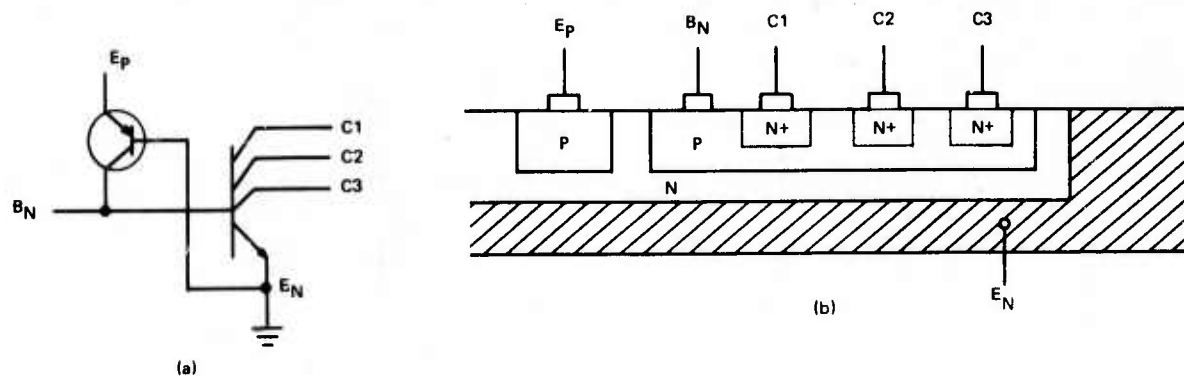 E_P
C1
C2
C3
B_N
E_N
(a)
E_P B_N C1 C2 C3
P P N+ N+ N+
N
E_N
(b)